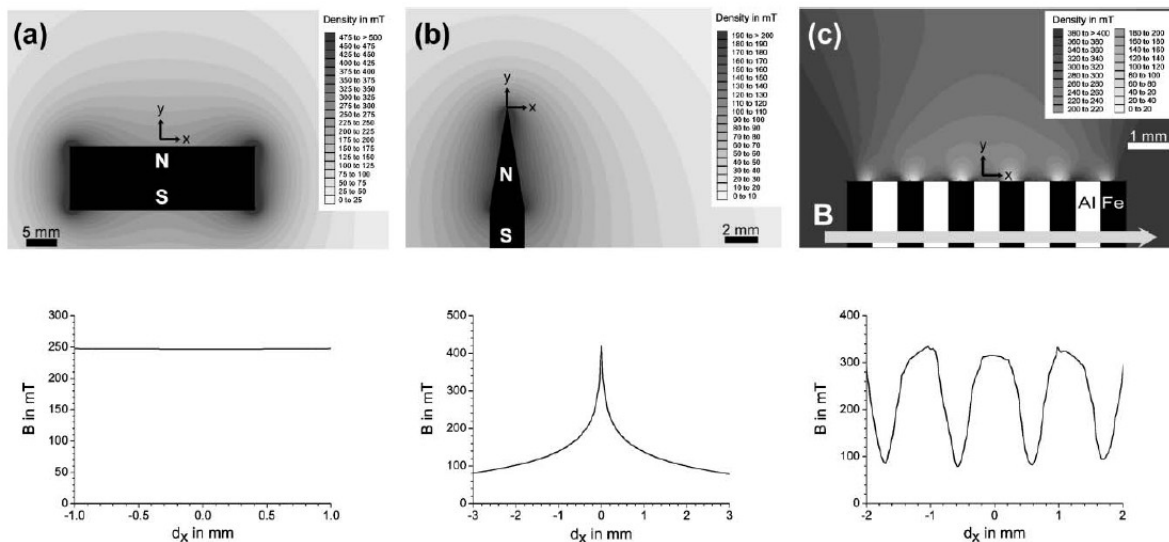 (a)
Density in mT
475 to > 500
450 to 475
425 to 450
400 to 425
375 to 400
350 to 375
325 to 350
300 to 325
275 to 300
250 to 275
225 to 250
200 to 225
175 to 200
150 to 175
125 to 150
100 to 125
75 to 100
50 to 75
25 to 50
0 to 25
y
x
N
S
5 mm
(b)
Density in mT
190 to > 200
180 to 190
170 to 180
160 to 170
150 to 160
140 to 150
130 to 140
120 to 130
110 to 120
100 to 110
90 to 100
80 to 90
70 to 80
60 to 70
50 to 60
40 to 50
30 to 40
20 to 30
10 to 20
0 to 10
y
x
N
S
2 mm
(c)
Density in mT
380 to > 400
360 to 380
340 to 360
320 to 340
300 to 320
280 to 300
260 to 280
240 to 260
220 to 240
200 to 220
180 to 200
160 to 180
140 to 160
120 to 140
100 to 120
80 to 100
60 to 80
40 to 60
20 to 40
0 to 20
1 mm
y
x
Al Fe
B
300
250
200
150
100
50
0
B in mT
-1.0 -0.5 0.0 0.5 1.0
dx in mm
500
400
300
200
100
0
B in mT
-3 -2 -1 0 1 2 3
dx in mm
400
300
200
100
0
B in mT
-2 -1 0 1 2
dx in mm